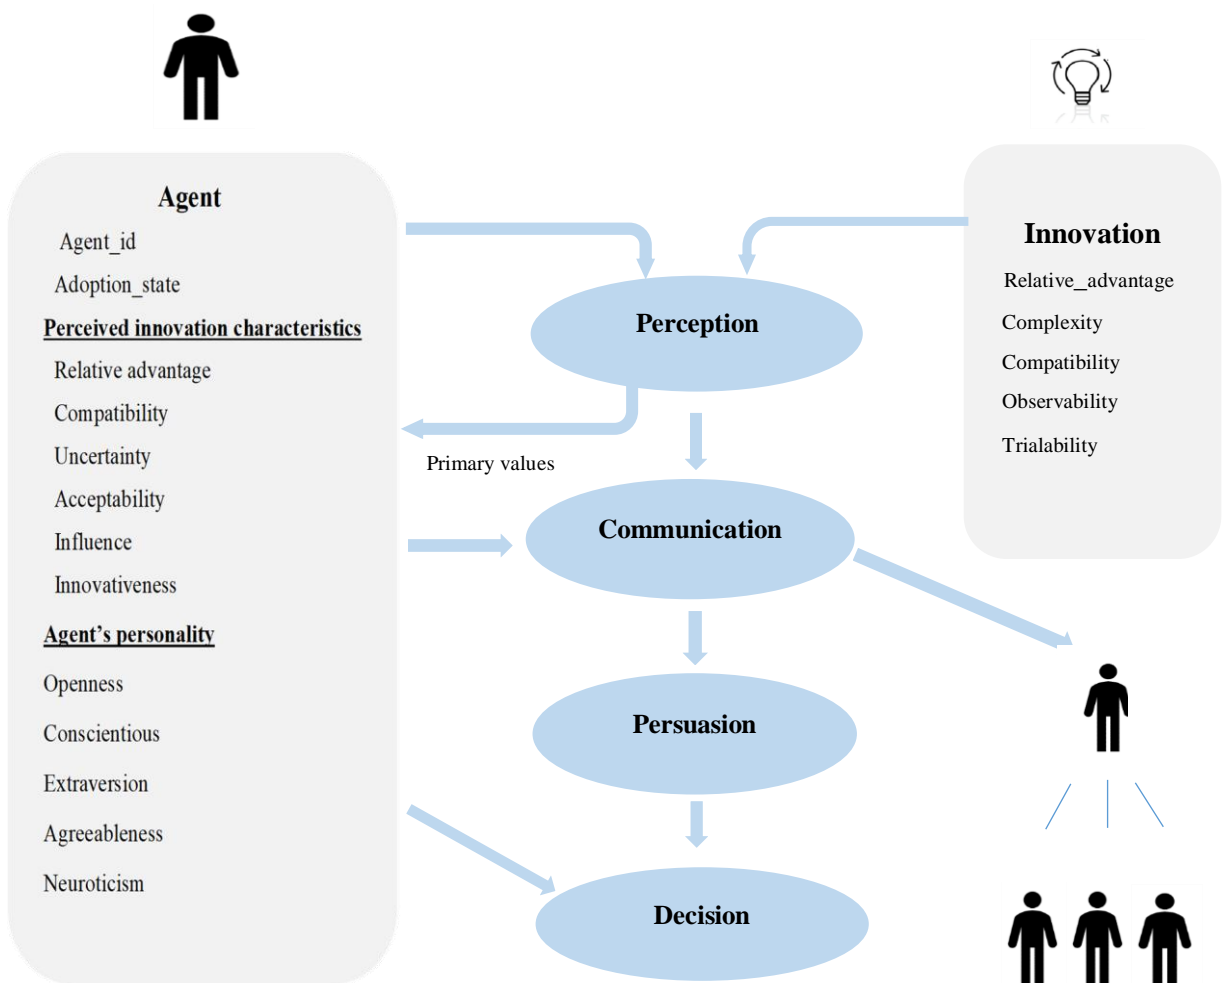 Agent
Agent_id
Adoption_state
Perceived innovation characteristics
Relative advantage
Compatibility
Uncertainty
Acceptability
Influence
Innovativeness
Agent’s personality
Openness
Conscientious
Extraversion
Agreeableness
Neuroticism
Perception
Primary values
Communication
Persuasion
Decision
Innovation
Relative_advantage
Complexity
Compatibility
Observability
Trialability